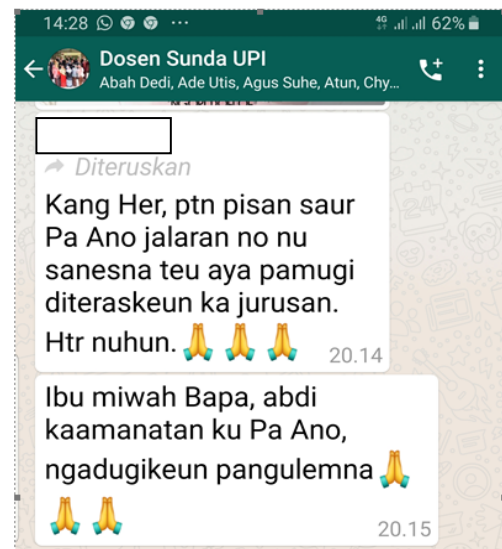 14:28 ··· 4G 62%
Dosen Sunda UPI
Abah Dedi, Ade Utis, Agus Suhe, Atun, Chy...
Diteruskan
Kang Her, ptn pisan saur
Pa Ano jalaran no nu
sanesna teu aya pamugi
diteraskeun ka jurusan.
Htr nuhun.🙏 🙏 🙏 20.14
Ibu miwah Bapa, abdi
kaamanatan ku Pa Ano,
ngadugikeun pangulemna🙏
🙏 🙏 20.15